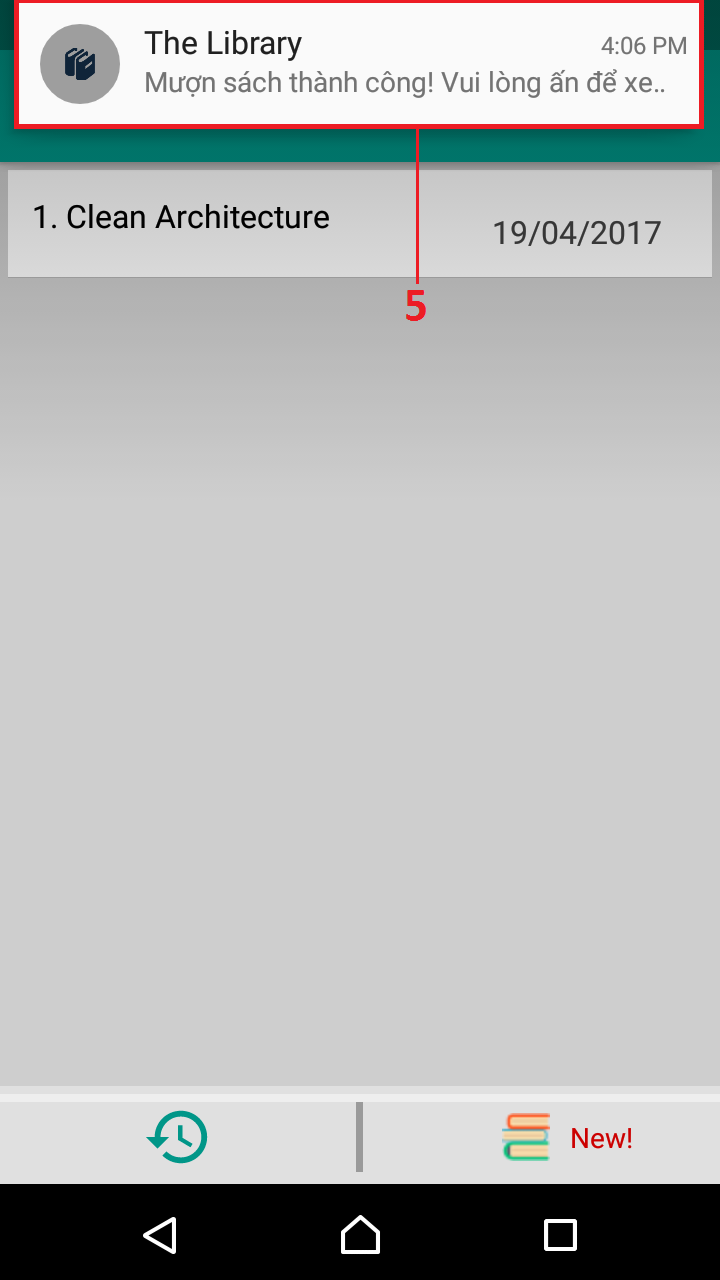 The Library
4:06 PM
Mượn sách thành công! Vui lòng ấn để xe..
1. Clean Architecture
19/04/2017
5
New!